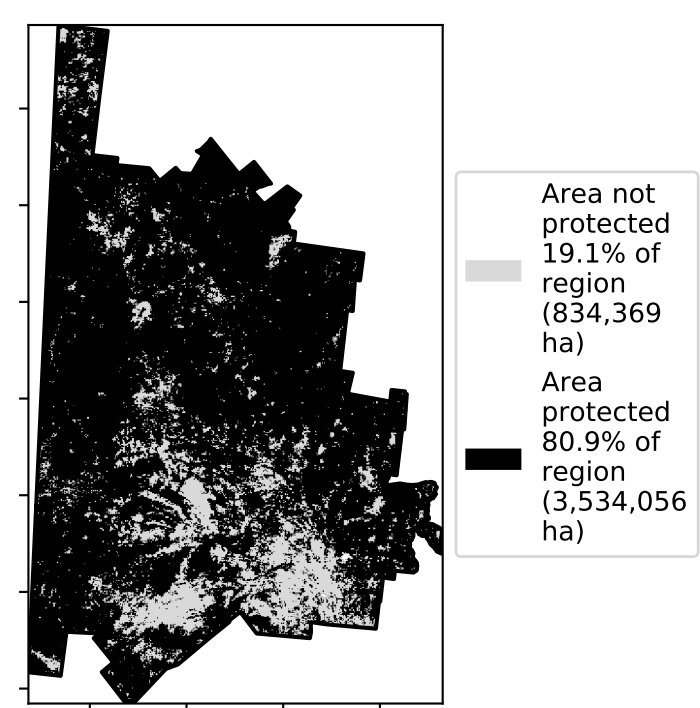 Area not
protected
19.1% of
region
(834,369
ha)
Area
protected
80.9% of
region
(3,534,056
ha)